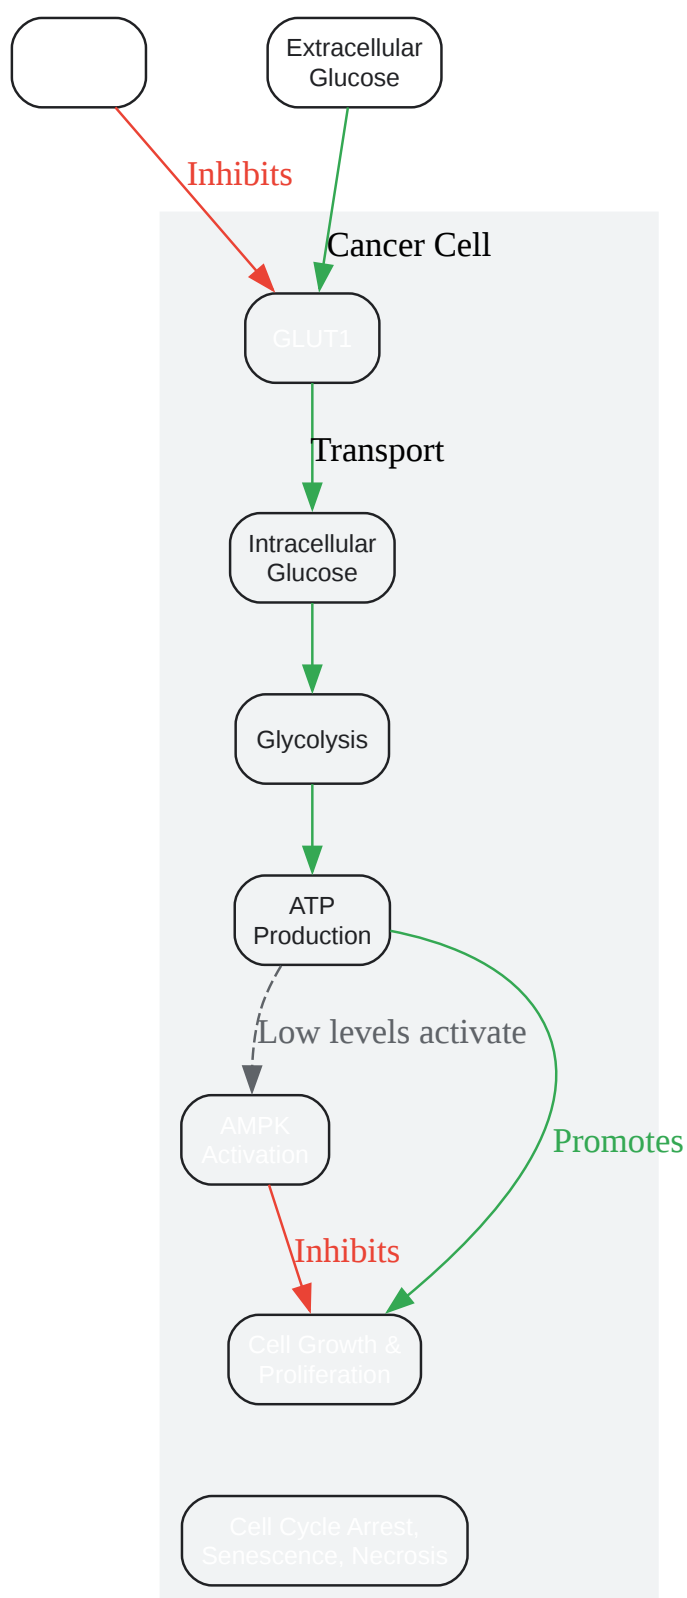 Extracellular
Glucose
Inhibits
Cancer Cell
GLUT1
Transport
Intracellular
Glucose
Glycolysis
ATP
Production
Low levels activate
AMPK
Activation
Promotes
Inhibits
Cell Growth &
Proliferation
Cell Cycle Arrest,
Senescence, Necrosis